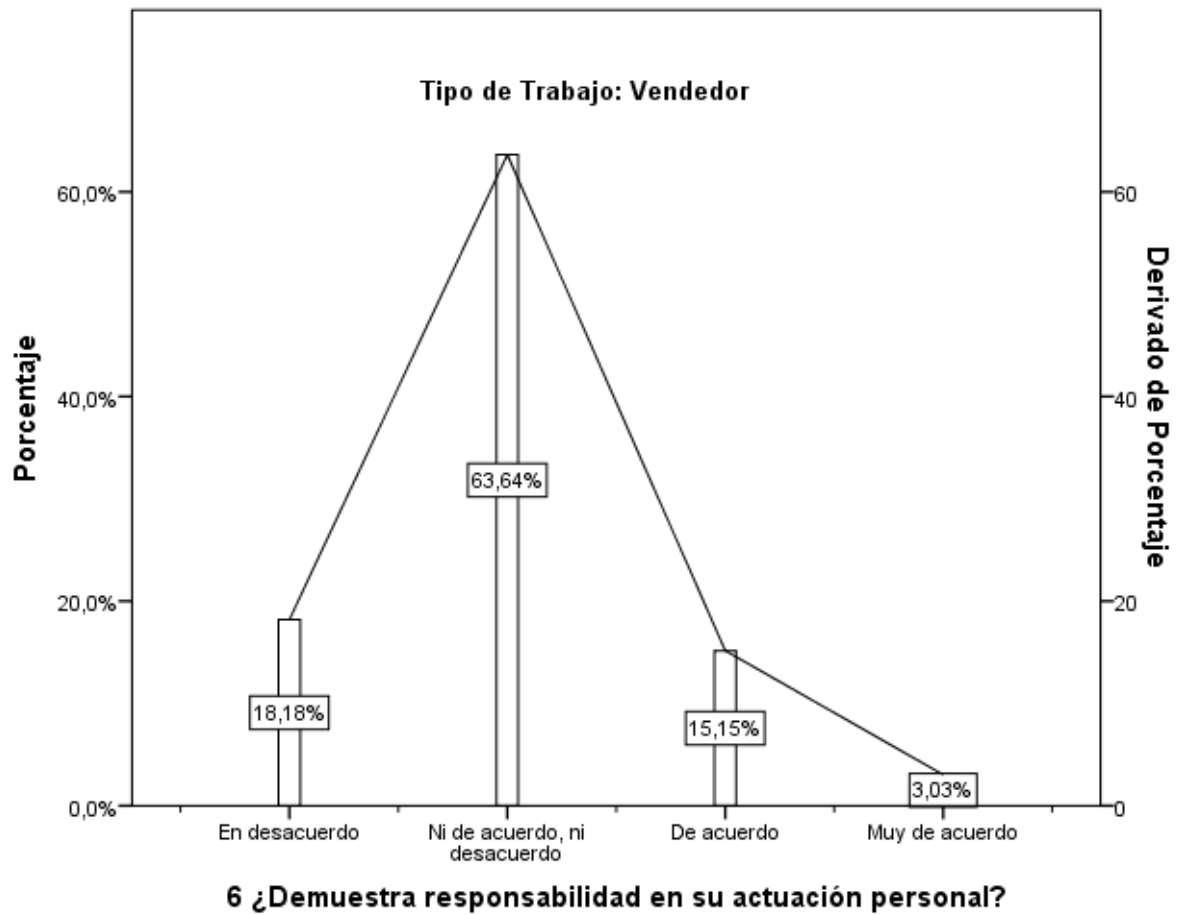 Tipo de Trabajo: Vendedor
Porcentaje
60,0%
40,0%
20,0%
0,0%
63,64%
18,18%
15,15%
3,03%
60
40
20
0
Derivado de Porcentaje
En desacuerdo
Ni de acuerdo, ni
desacuerdo
De acuerdo
Muy de acuerdo
6 ¿Demuestra responsabilidad en su actuación personal?